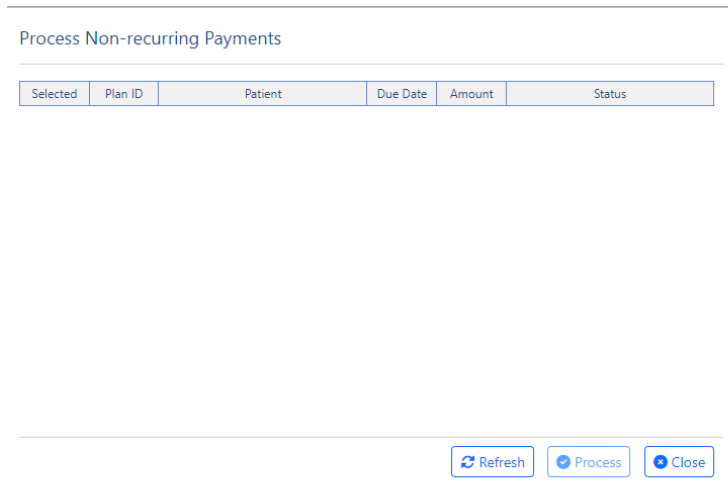 Process Non-recurring Payments
Selected Plan ID Patient Due Date Amount Status
Refresh Process Close